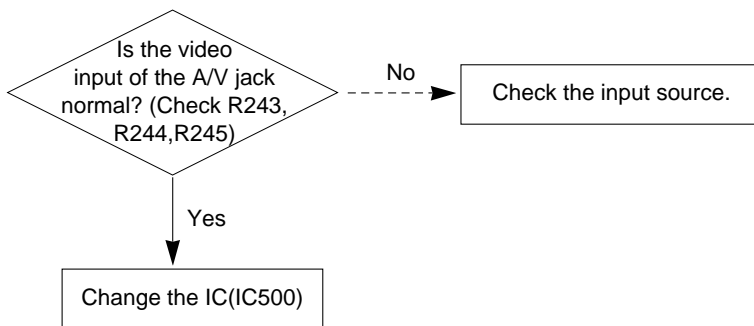 Is the video
input of the A/V jack
normal? (Check R243,
R244,R245)
No
Check the input source.
Yes
Change the IC(IC500)